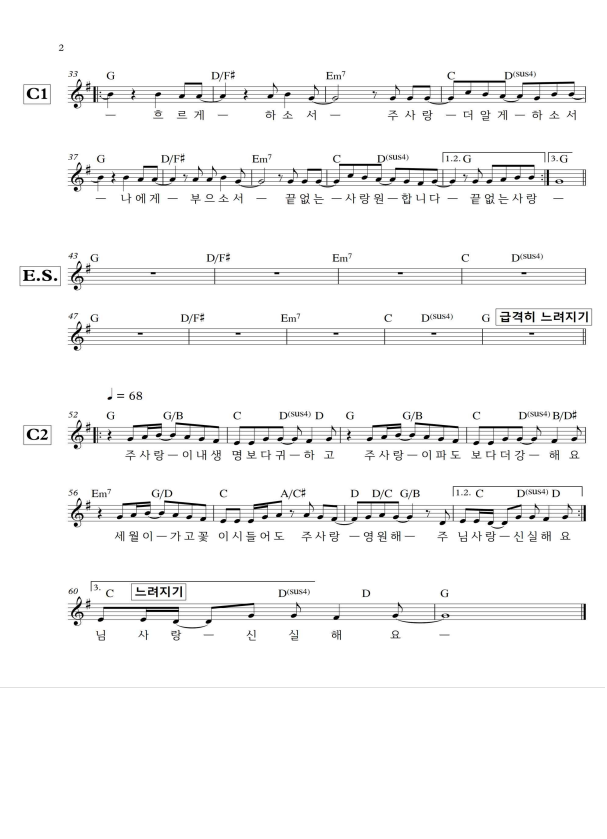 2
33 G D/F# Em7 C D(sus4)
C1
— 흐르게— 하소서— 주사랑—더알게—하소서
37 G D/F# Em7 C D(sus4) 1.2. G 3. G
— 나에게— 부으소서— 끝없는—사랑원—합니다— 끝없는사랑 —
43 G D/F# Em7 C D(sus4)
E.S.
47 G D/F# Em7 C D(sus4) G 급격히 느려지기
♩ = 68
52 G G/B C D(sus4) D G G/B C D(sus4) B/D#
C2
주사랑—이내생 명보다귀—하 고 주사랑—이파도 보다더강— 해 요
56 Em7 G/D C A/C# D D/C G/B 1.2. C D(sus4) D
세월이—가고꽃 이시들어도 주사랑 —영원해— 주 님사랑—신실해 요
60 3. C 느려지기 D(sus4) D G
님 사 랑— 신 실 해 요 —